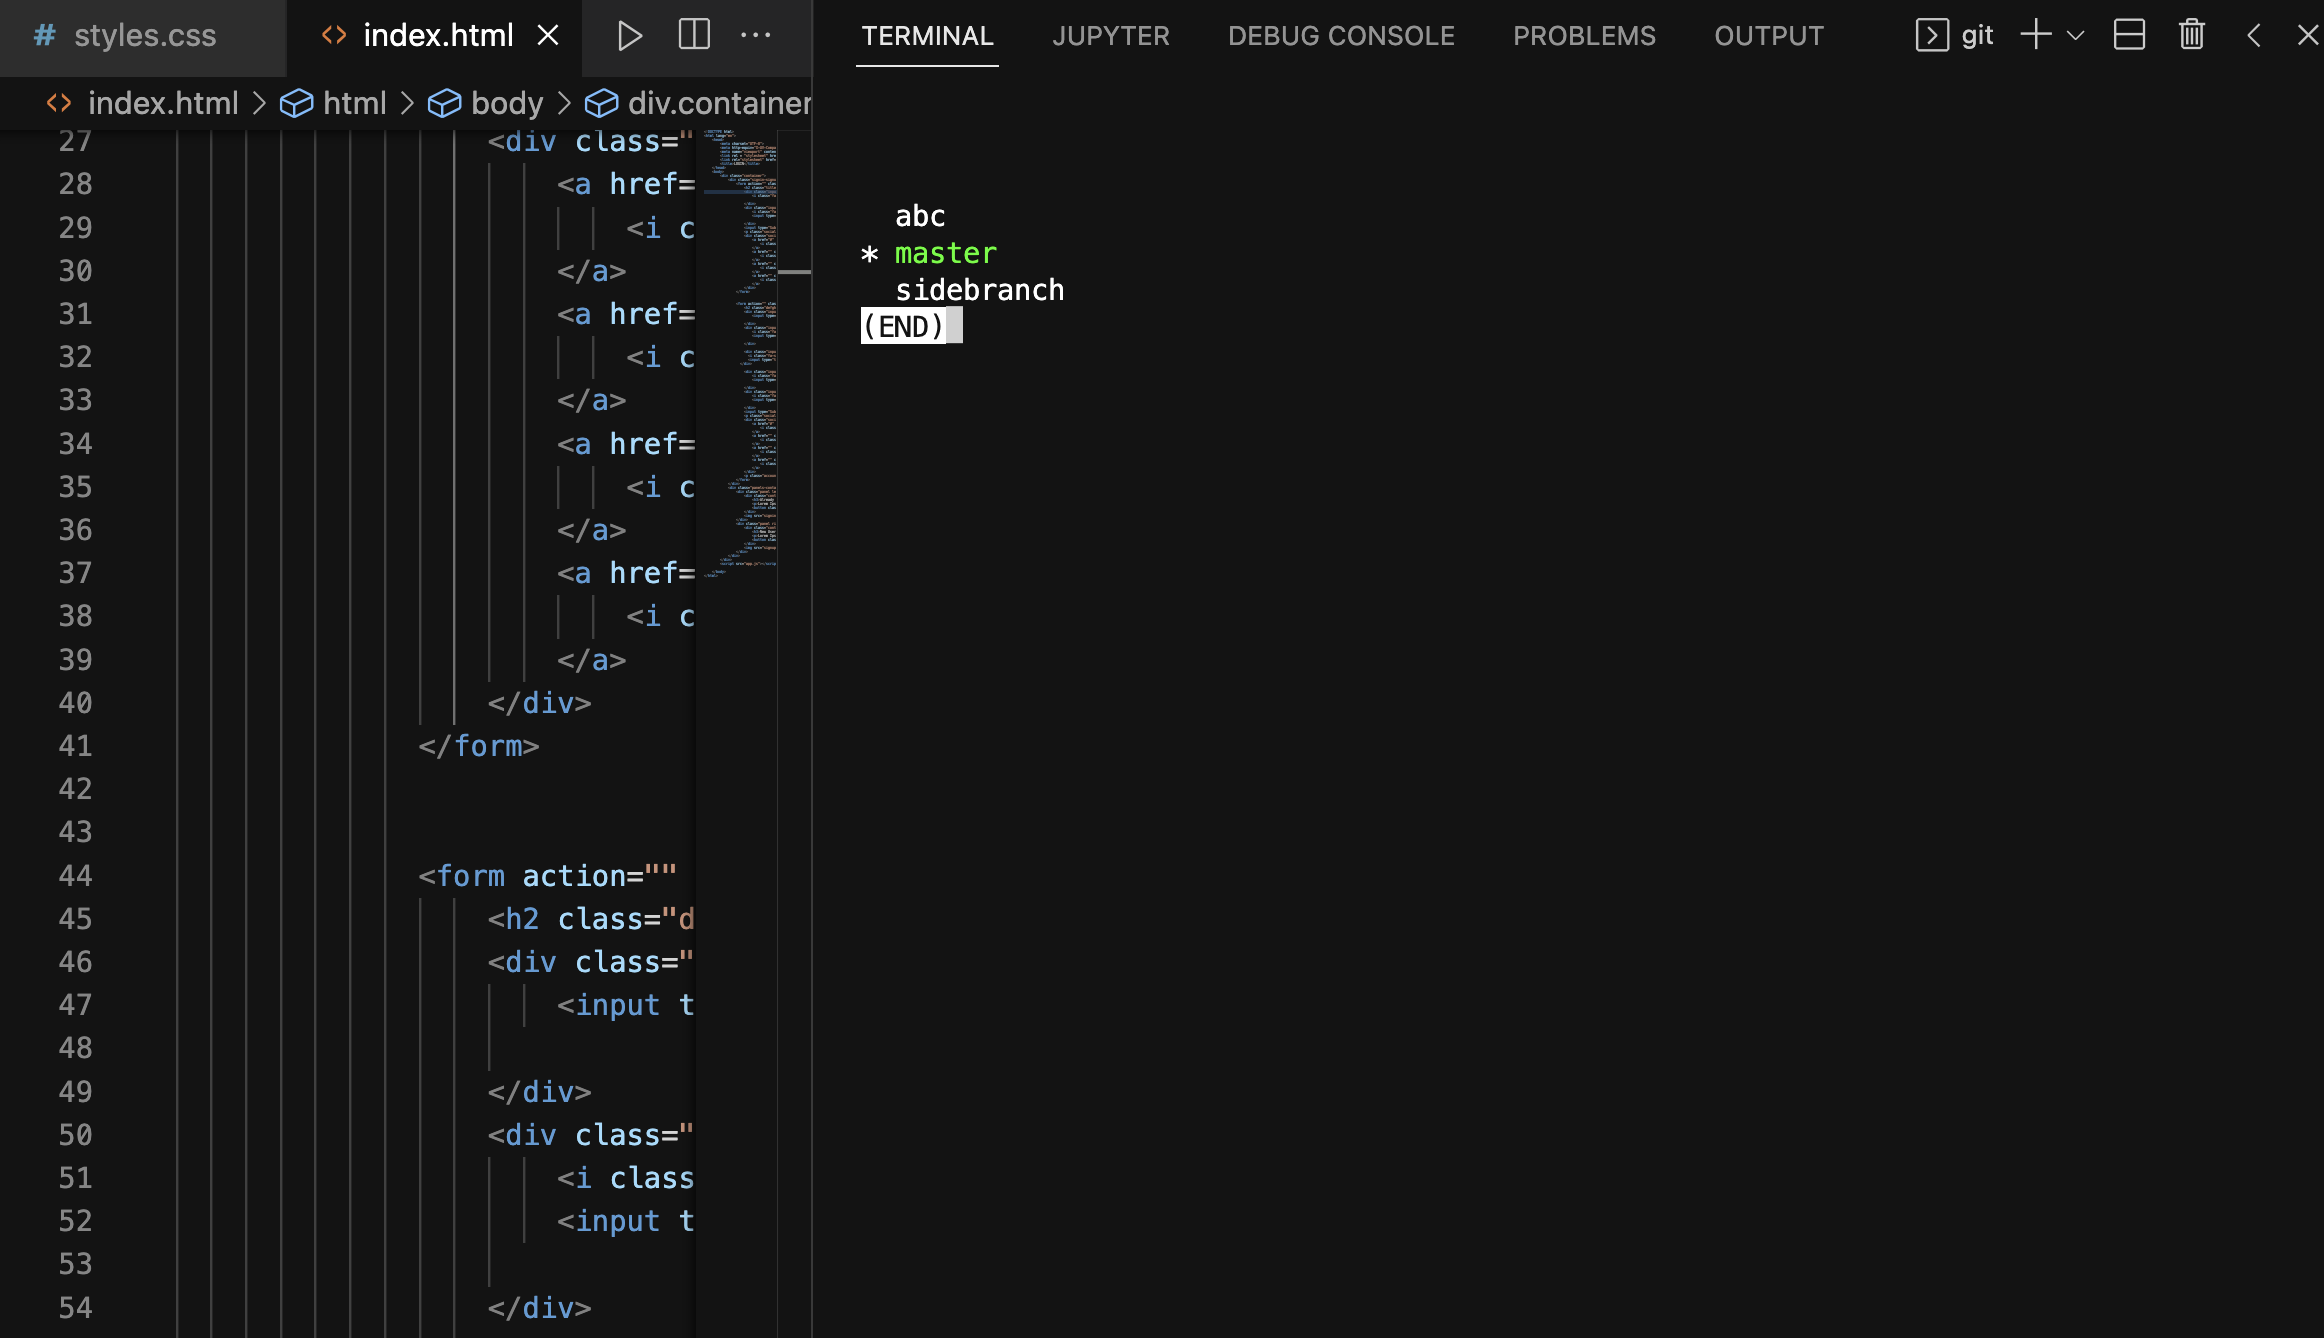 # styles.css
<> index.html
<> index.html > html > body > div.container
27 <div class="
28 <a href=
29 <i c
30 </a>
31 <a href=
32 <i c
33 </a>
34 <a href=
35 <i c
36 </a>
37 <a href=
38 <i c
39 </a>
40 </div>
41 </form>
42
43
44 <form action=""
45 <h2 class="d
46 <div class="
47 <input t
48
49 </div>
50 <div class="
51 <i class
52 <input t
53
54 </div>
TERMINAL JUPYTER DEBUG CONSOLE PROBLEMS OUTPUT git
abc
* master
sidebranch
(END)